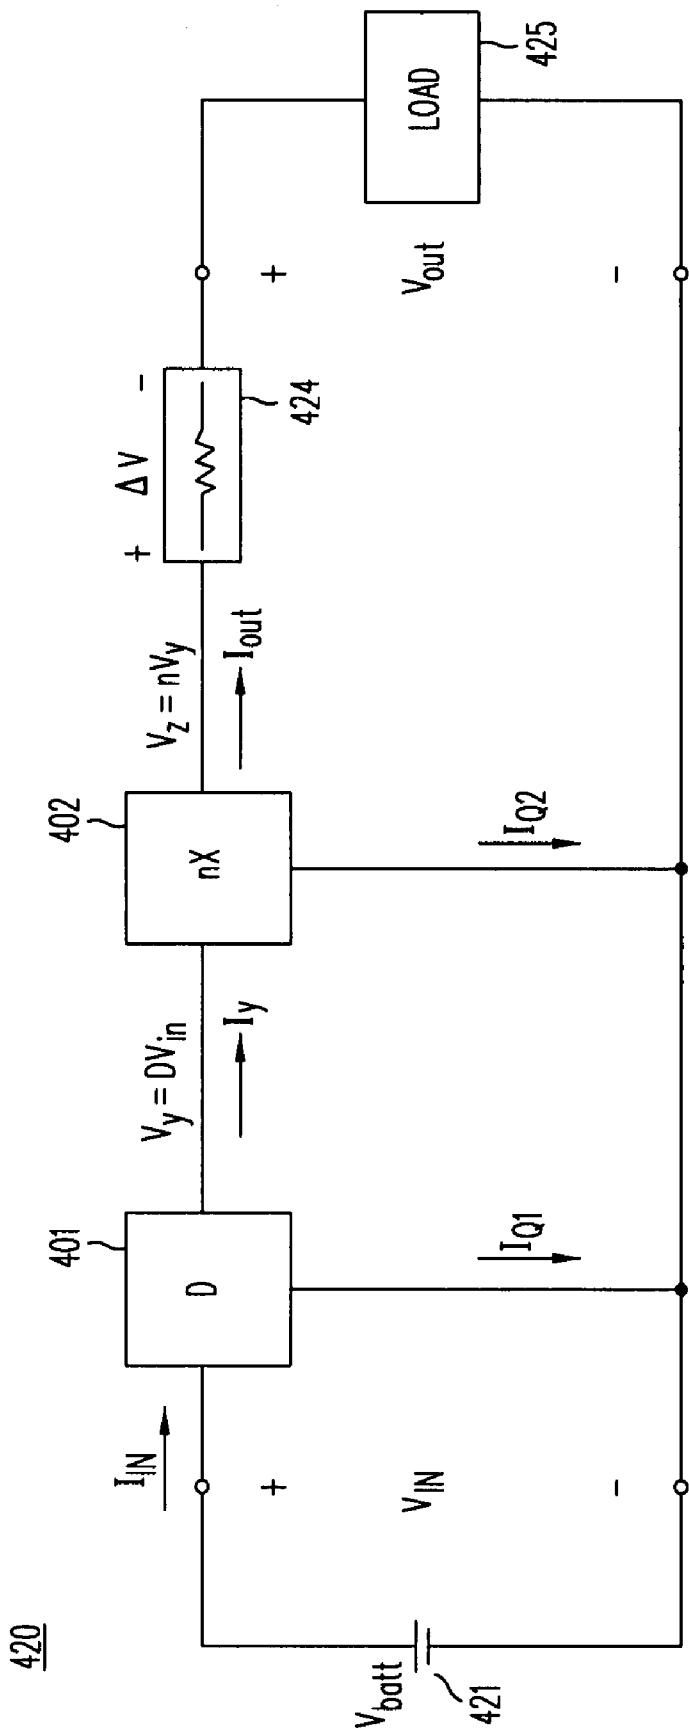 420
V_batt
421
I_IN
+
V_IN
-
401
D
I_Q1
V_y = DV_in
I_y
402
nX
I_Q2
V_z = nV_y
I_out
+ ΔV -
424
+
V_out
-
LOAD
425